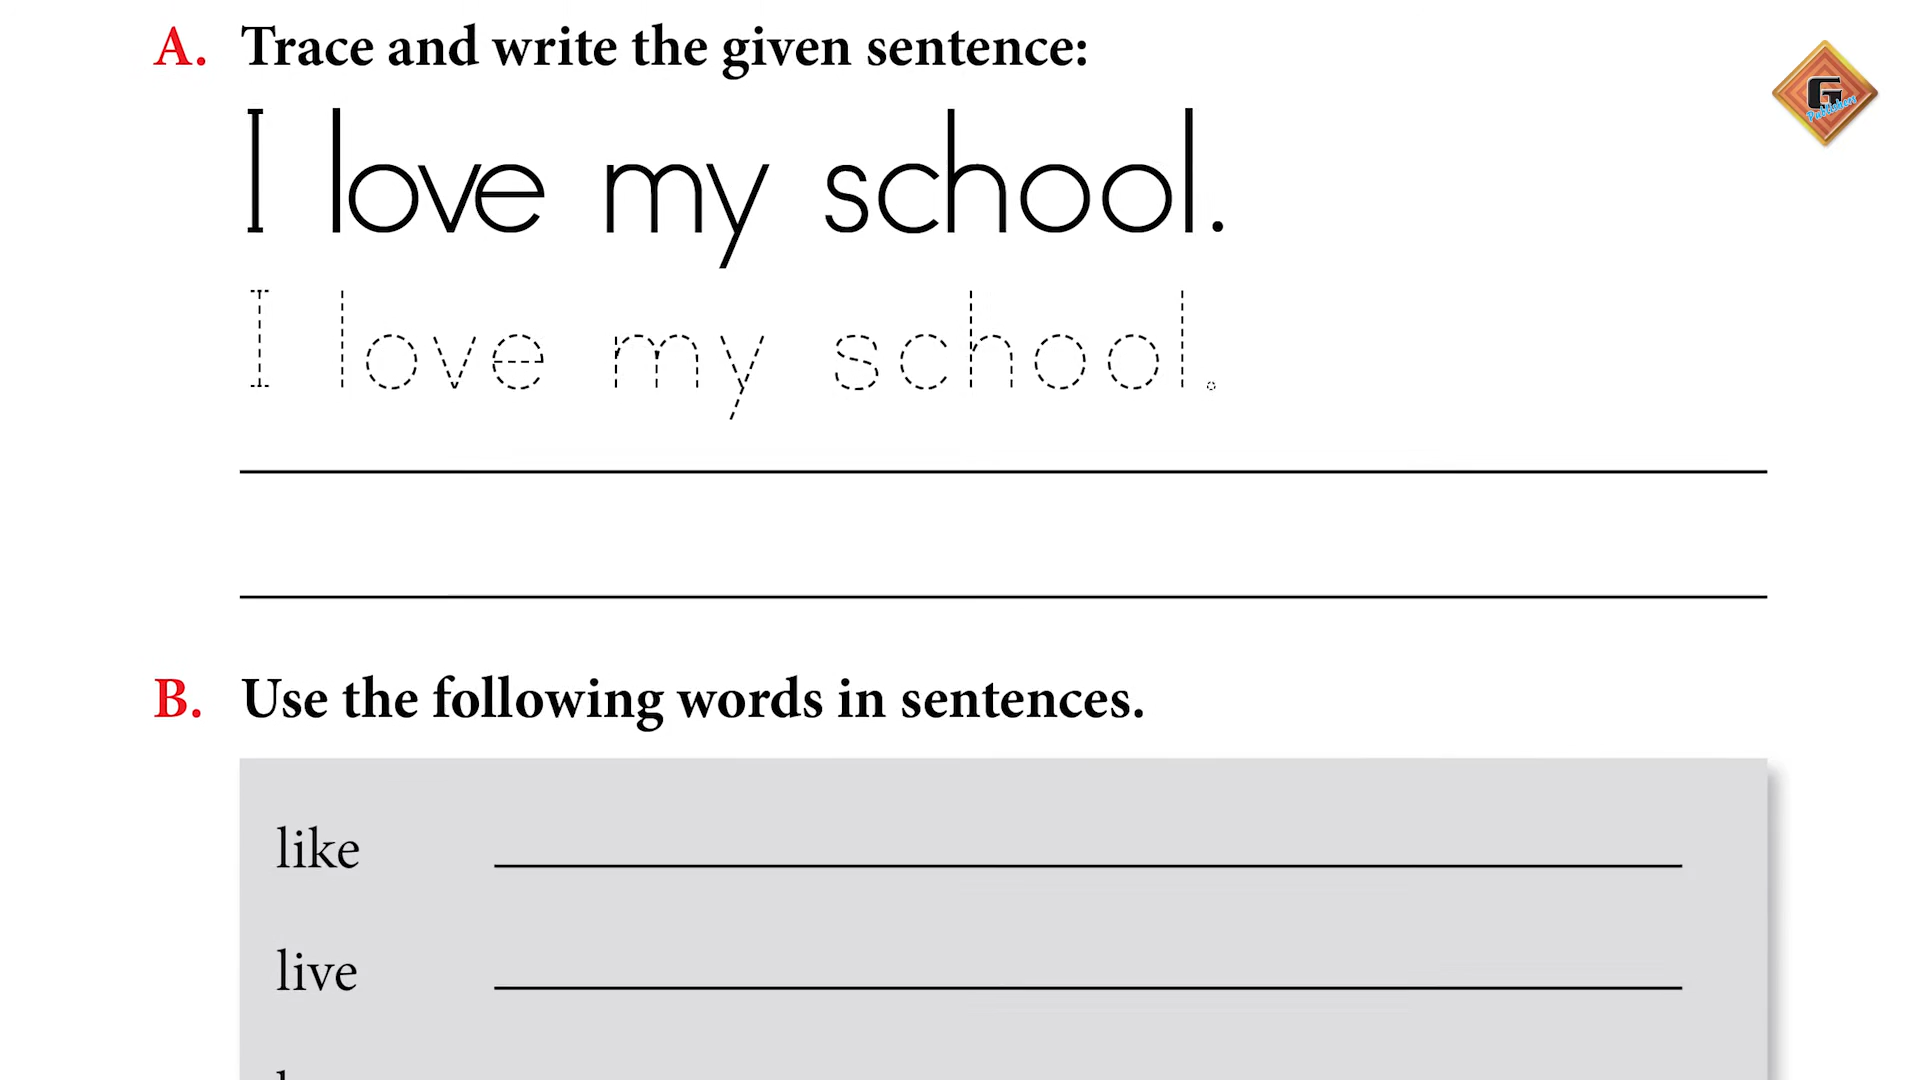 A. Trace and write the given sentence:
G
Publishers
I love my school.
I love my school.
B. Use the following words in sentences.
like
live